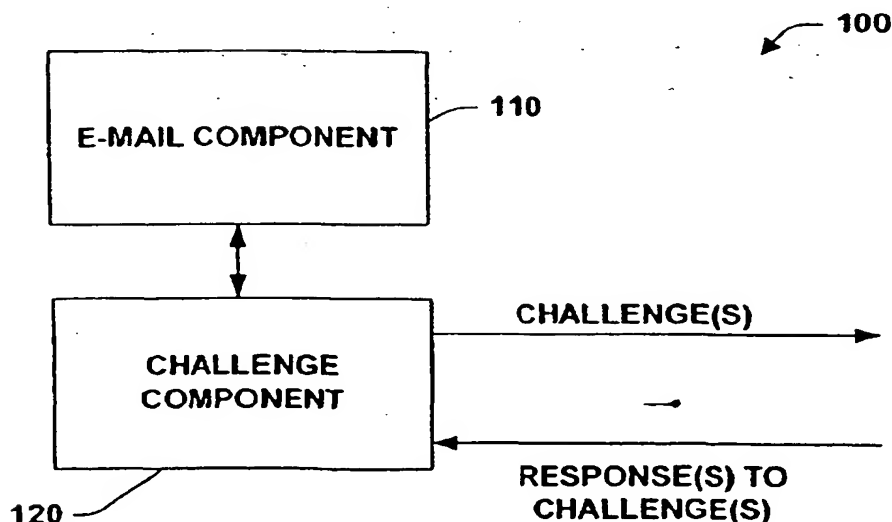 100
110
E-MAIL COMPONENT
CHALLENGE(S)
CHALLENGE
COMPONENT
RESPONSE(S) TO
CHALLENGE(S)
120